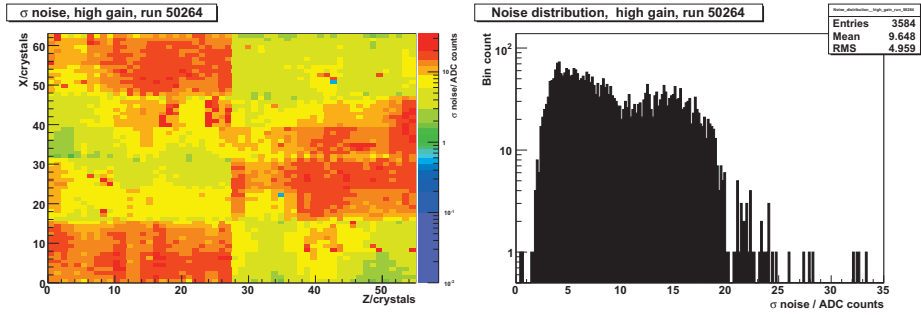 σ noise, high gain, run 50264
X/crystals
60
50
40
30
20
10
0
0 10 20 30 40 50
Z/crystals
10
1
10⁻¹
10⁻²
σ noise/ ADC counts
Noise distribution, high gain, run 50264
Noise_distribution__high_gain_run_50264
Entries 3584
Mean 9.648
RMS 4.959
Bin count
10²
10
1
0 5 10 15 20 25 30 35
σ noise / ADC counts